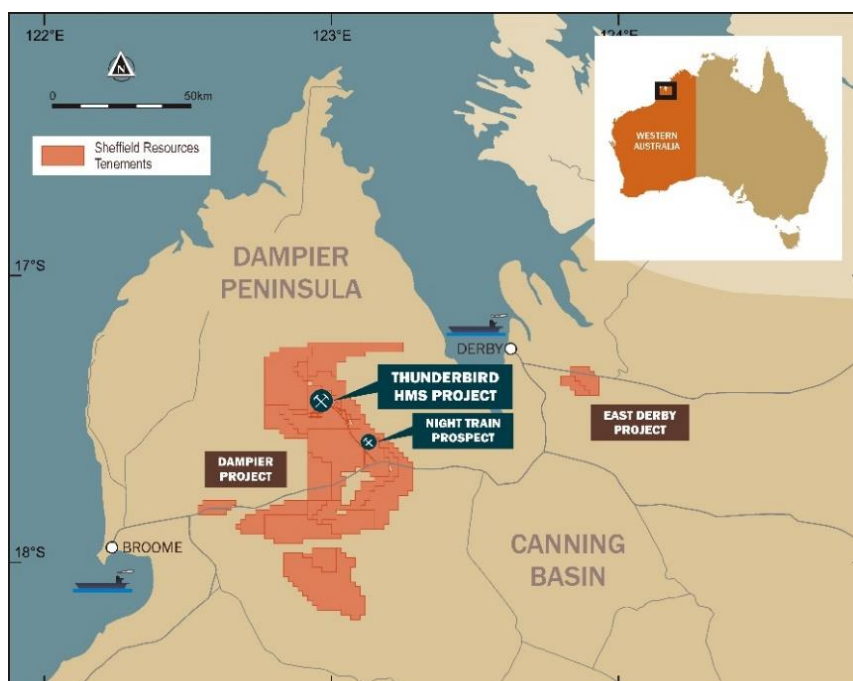 122°E
123°E
124°E
N
0
50km
Sheffield Resources
Tenements
WESTERN
AUSTRALIA
17°S
DAMPIER
PENINSULA
DERBY
THUNDERBIRD
HMS PROJECT
NIGHT TRAIN
PROSPECT
EAST DERBY
PROJECT
DAMPIER
PROJECT
18°S
BROOME
CANNING
BASIN